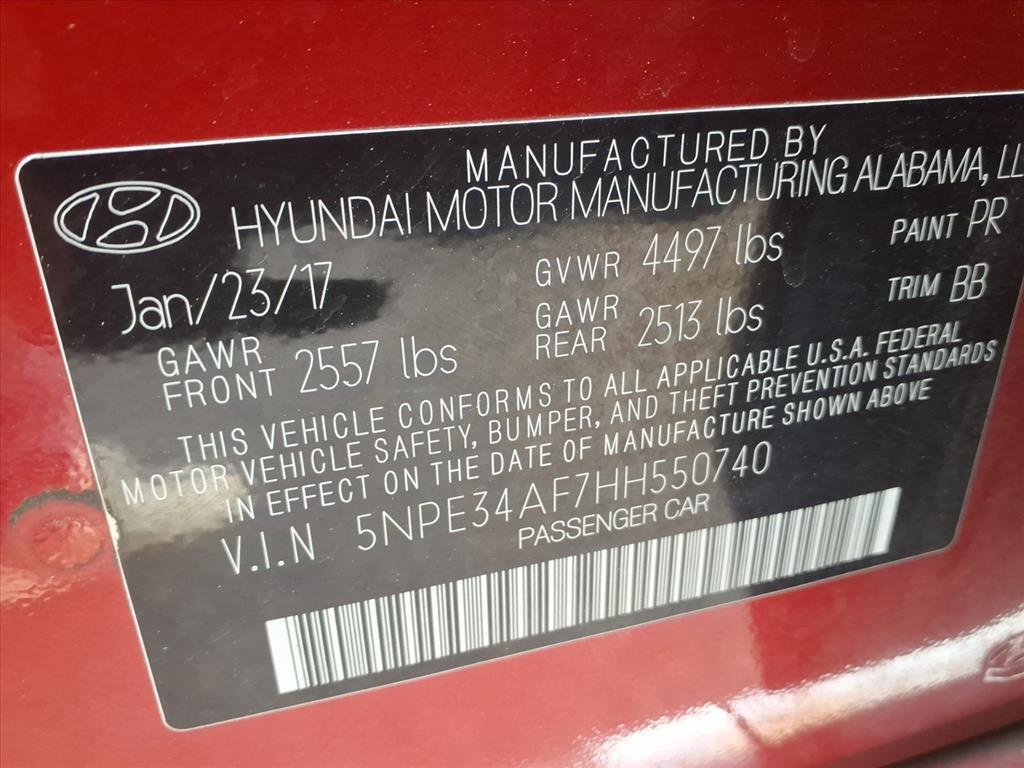 MANUFACTURED BY
HYUNDAI MOTOR MANUFACTURING ALABAMA, LL
Jan/23/17 GVWR 4497 lbs PAINT PR
GAWR FRONT 2557 lbs GAWR REAR 2513 lbs TRIM BB
THIS VEHICLE CONFORMS TO ALL APPLICABLE U.S.A. FEDERAL
MOTOR VEHICLE SAFETY, BUMPER, AND THEFT PREVENTION STANDARDS
IN EFFECT ON THE DATE OF MANUFACTURE SHOWN ABOVE
V.I.N 5NPE34AF7HH550740
PASSENGER CAR